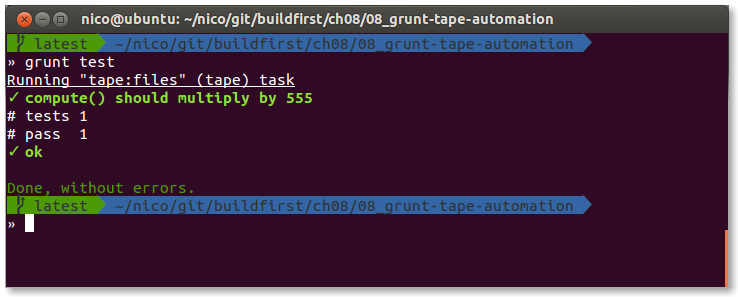 nico@ubuntu: ~/nico/git/buildfirst/ch08/08_grunt-tape-automation
latest ~/nico/git/buildfirst/ch08/08_grunt-tape-automation
» grunt test
Running "tape:files" (tape) task
✓ compute() should multiply by 555
# tests 1
# pass  1
✓ ok
Done, without errors.
latest ~/nico/git/buildfirst/ch08/08_grunt-tape-automation
»